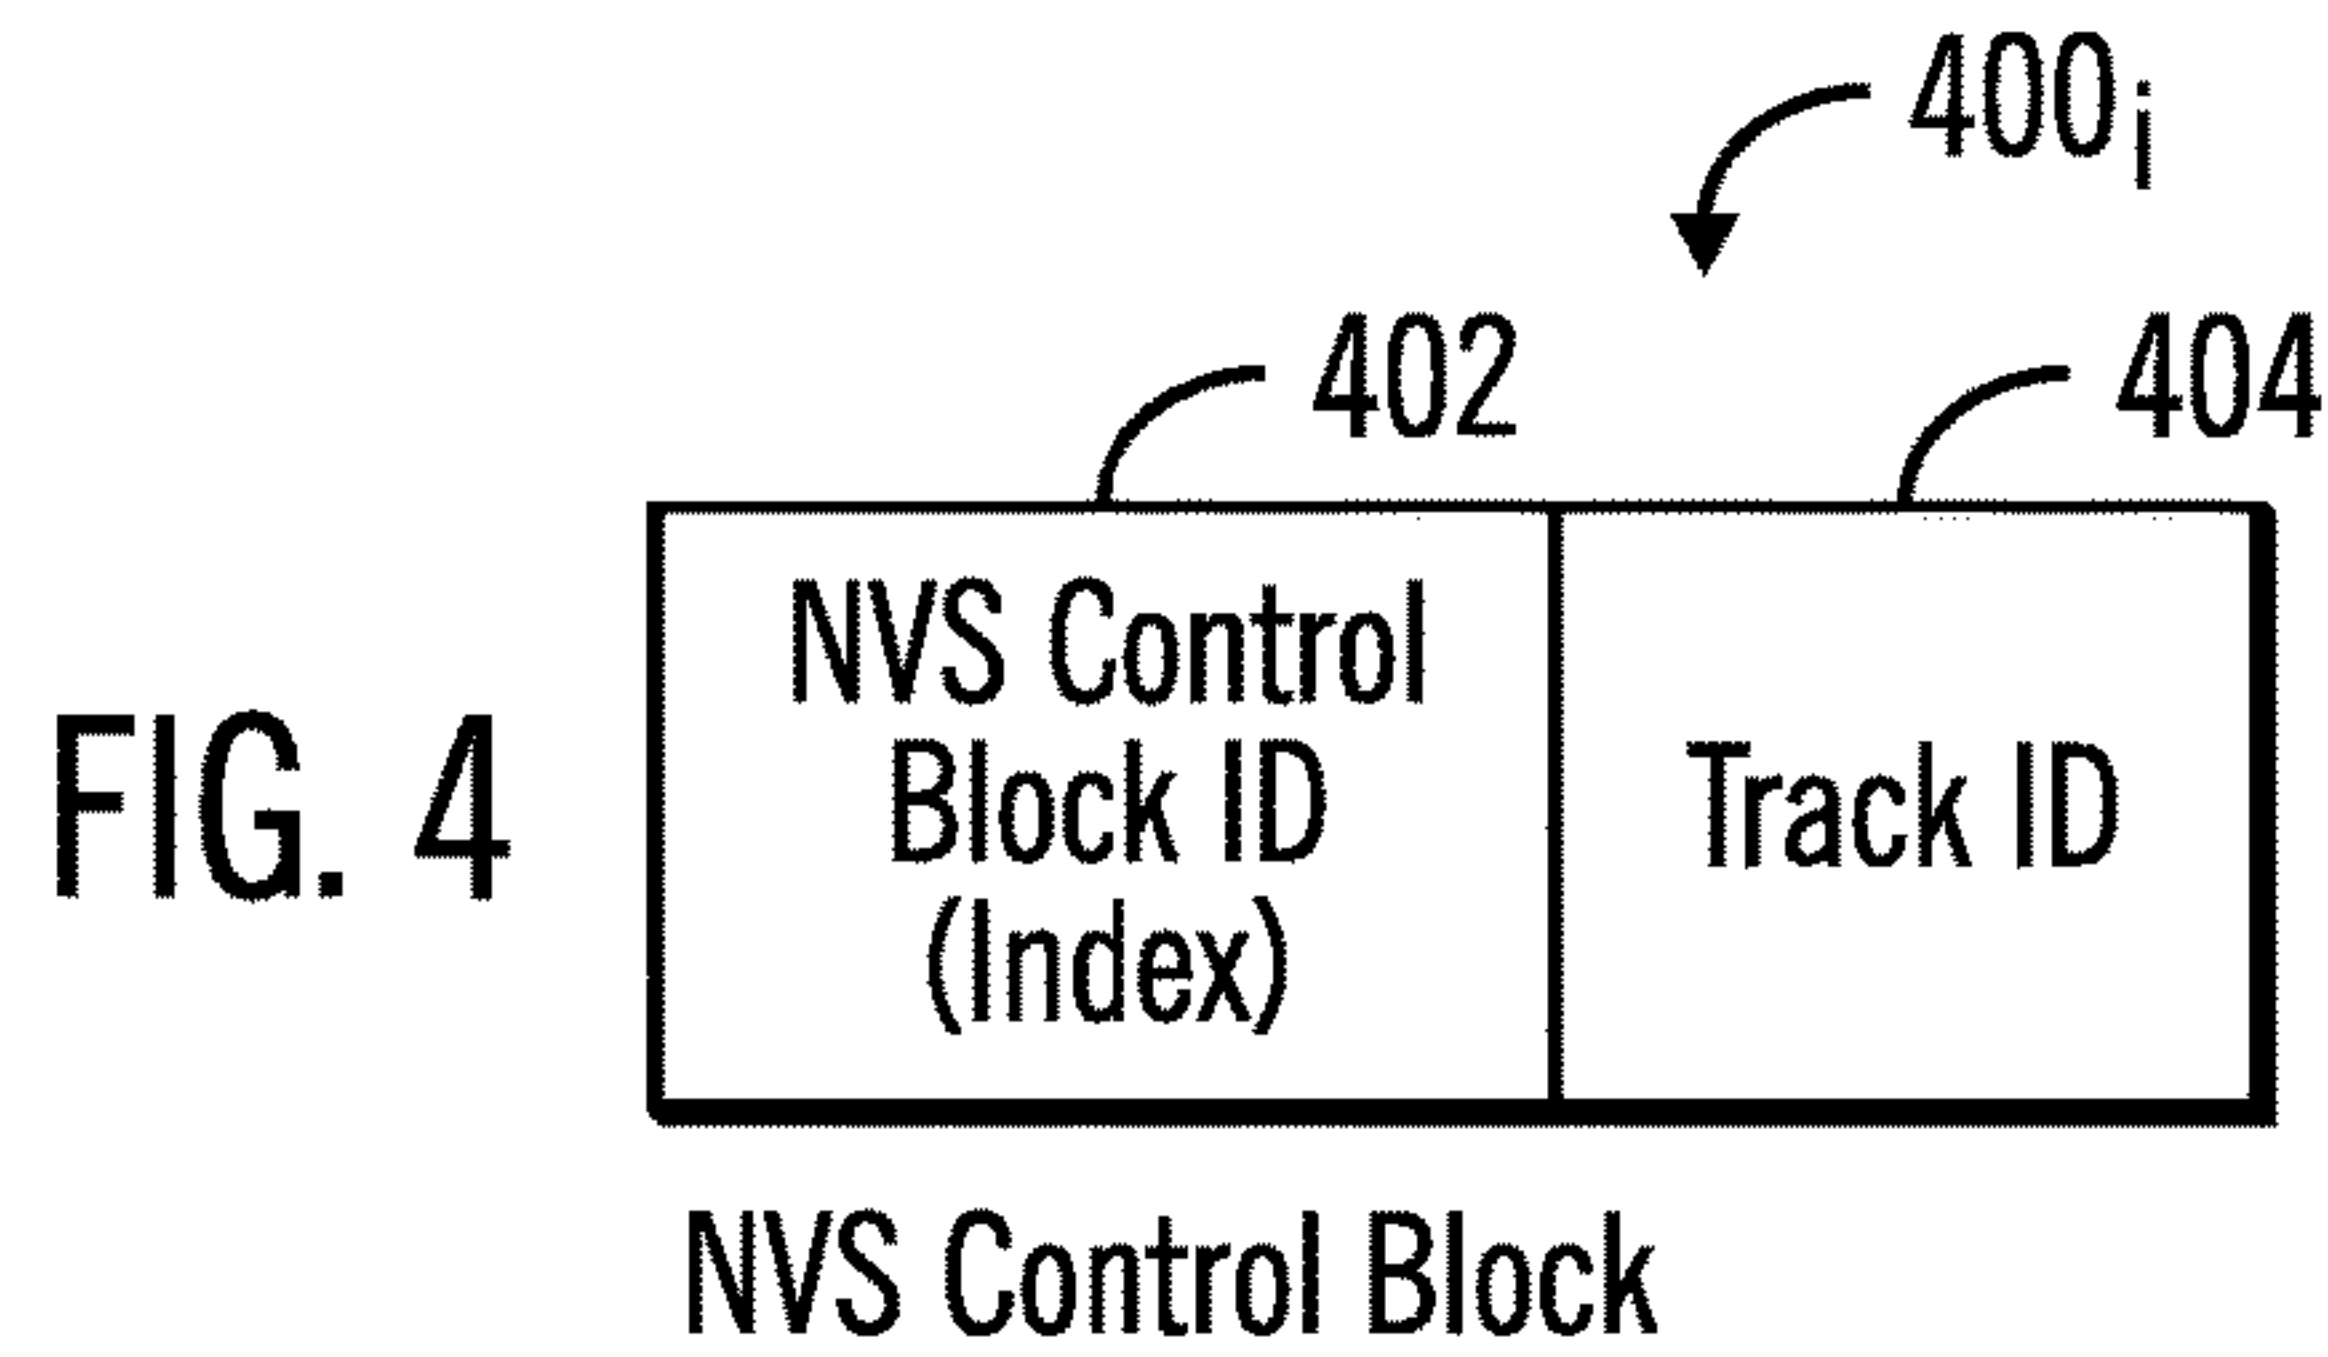 400i
402
404
NVS Control
Block ID
(Index)
Track ID
FIG. 4
NVS Control Block